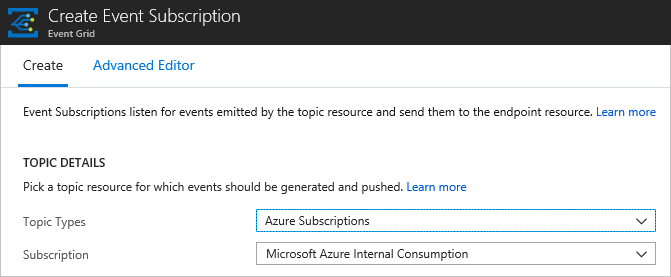 Create Event Subscription
Event Grid
Create Advanced Editor
Event Subscriptions listen for events emitted by the topic resource and send them to the endpoint resource. Learn more
TOPIC DETAILS
Pick a topic resource for which events should be generated and pushed. Learn more
Topic Types Azure Subscriptions
Subscription Microsoft Azure Internal Consumption